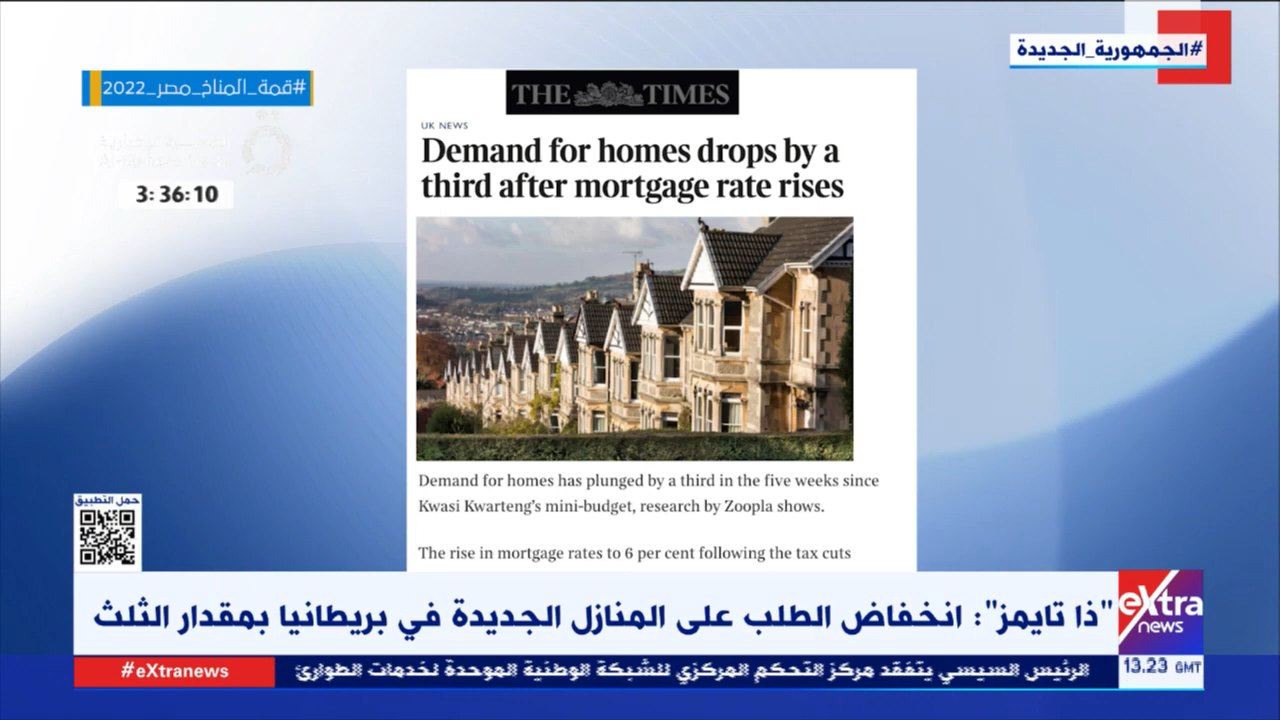 #الجمهورية_الجديدة
#قمة_المناخ_مصر_2022
3:36:10
THE TIMES
UK NEWS
Demand for homes drops by a
third after mortgage rate rises
Demand for homes has plunged by a third in the five weeks since
Kwasi Kwarteng's mini-budget, research by Zoopla shows.
The rise in mortgage rates to 6 per cent following the tax cuts
حمل التطبيق
"ذا تايمز": انخفاض الطلب على المنازل الجديدة في بريطانيا بمقدار الثلث
eXtra
news
#eXtranews
الرئيس السيسي يتفقد مركز التحكم المركزي للشبكة الوطنية الموحدة لخدمات الطوارئ
13.23 GMT